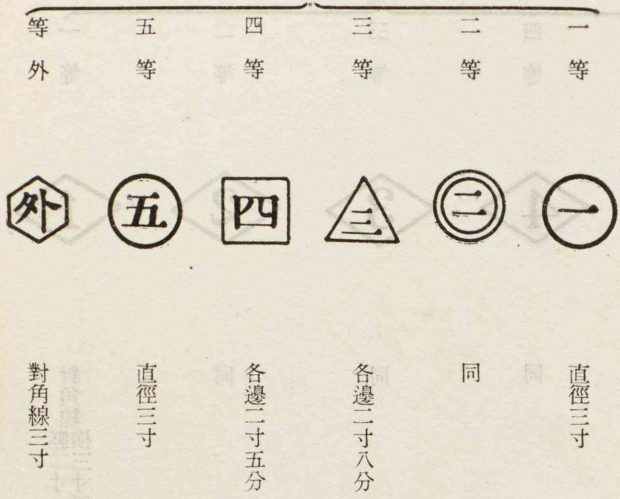 一等
一
直徑三寸
二等
二
同
三等
三
各邊二寸八分
四等
四
各邊二寸五分
五等
五
直徑三寸
等外
外
對角線三寸